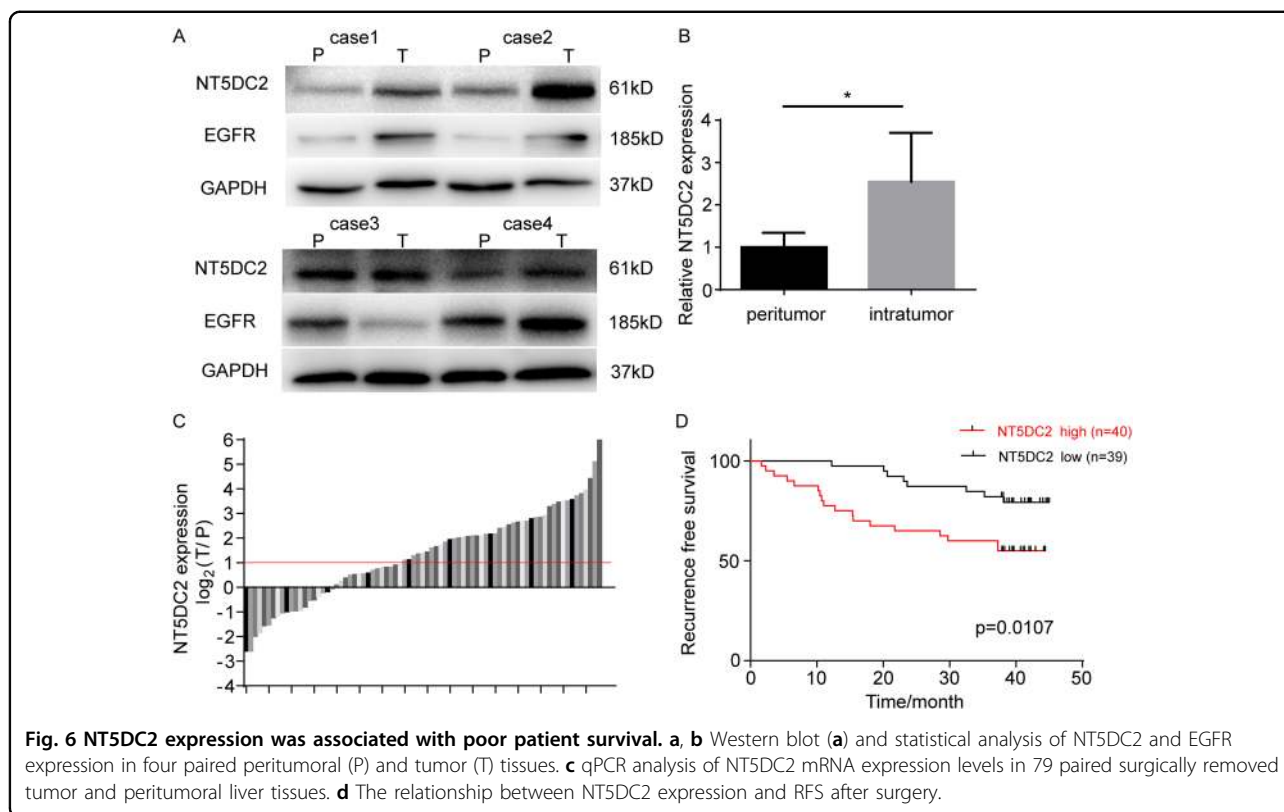 A
case1
case2
P T P T
NT5DC2
61kD
EGFR
185kD
GAPDH
37kD
case3
case4
P T P T
NT5DC2
61kD
EGFR
185kD
GAPDH
37kD
B
Relative NT5DC2 expression
4
3
2
1
0
*
peritumor
intratumor
C
NT5DC2 expression
log2(T/P)
6
5
4
3
2
1
0
-1
-2
-3
-4
D
NT5DC2 high (n=40)
NT5DC2 low (n=39)
Recurrence free survival
100
50
0
p=0.0107
0 10 20 30 40 50
Time/month
Fig. 6 NT5DC2 expression was associated with poor patient survival. a, b Western blot (a) and statistical analysis of NT5DC2 and EGFR
expression in four paired peritumoral (P) and tumor (T) tissues. c qPCR analysis of NT5DC2 mRNA expression levels in 79 paired surgically removed
tumor and peritumoral liver tissues. d The relationship between NT5DC2 expression and RFS after surgery.